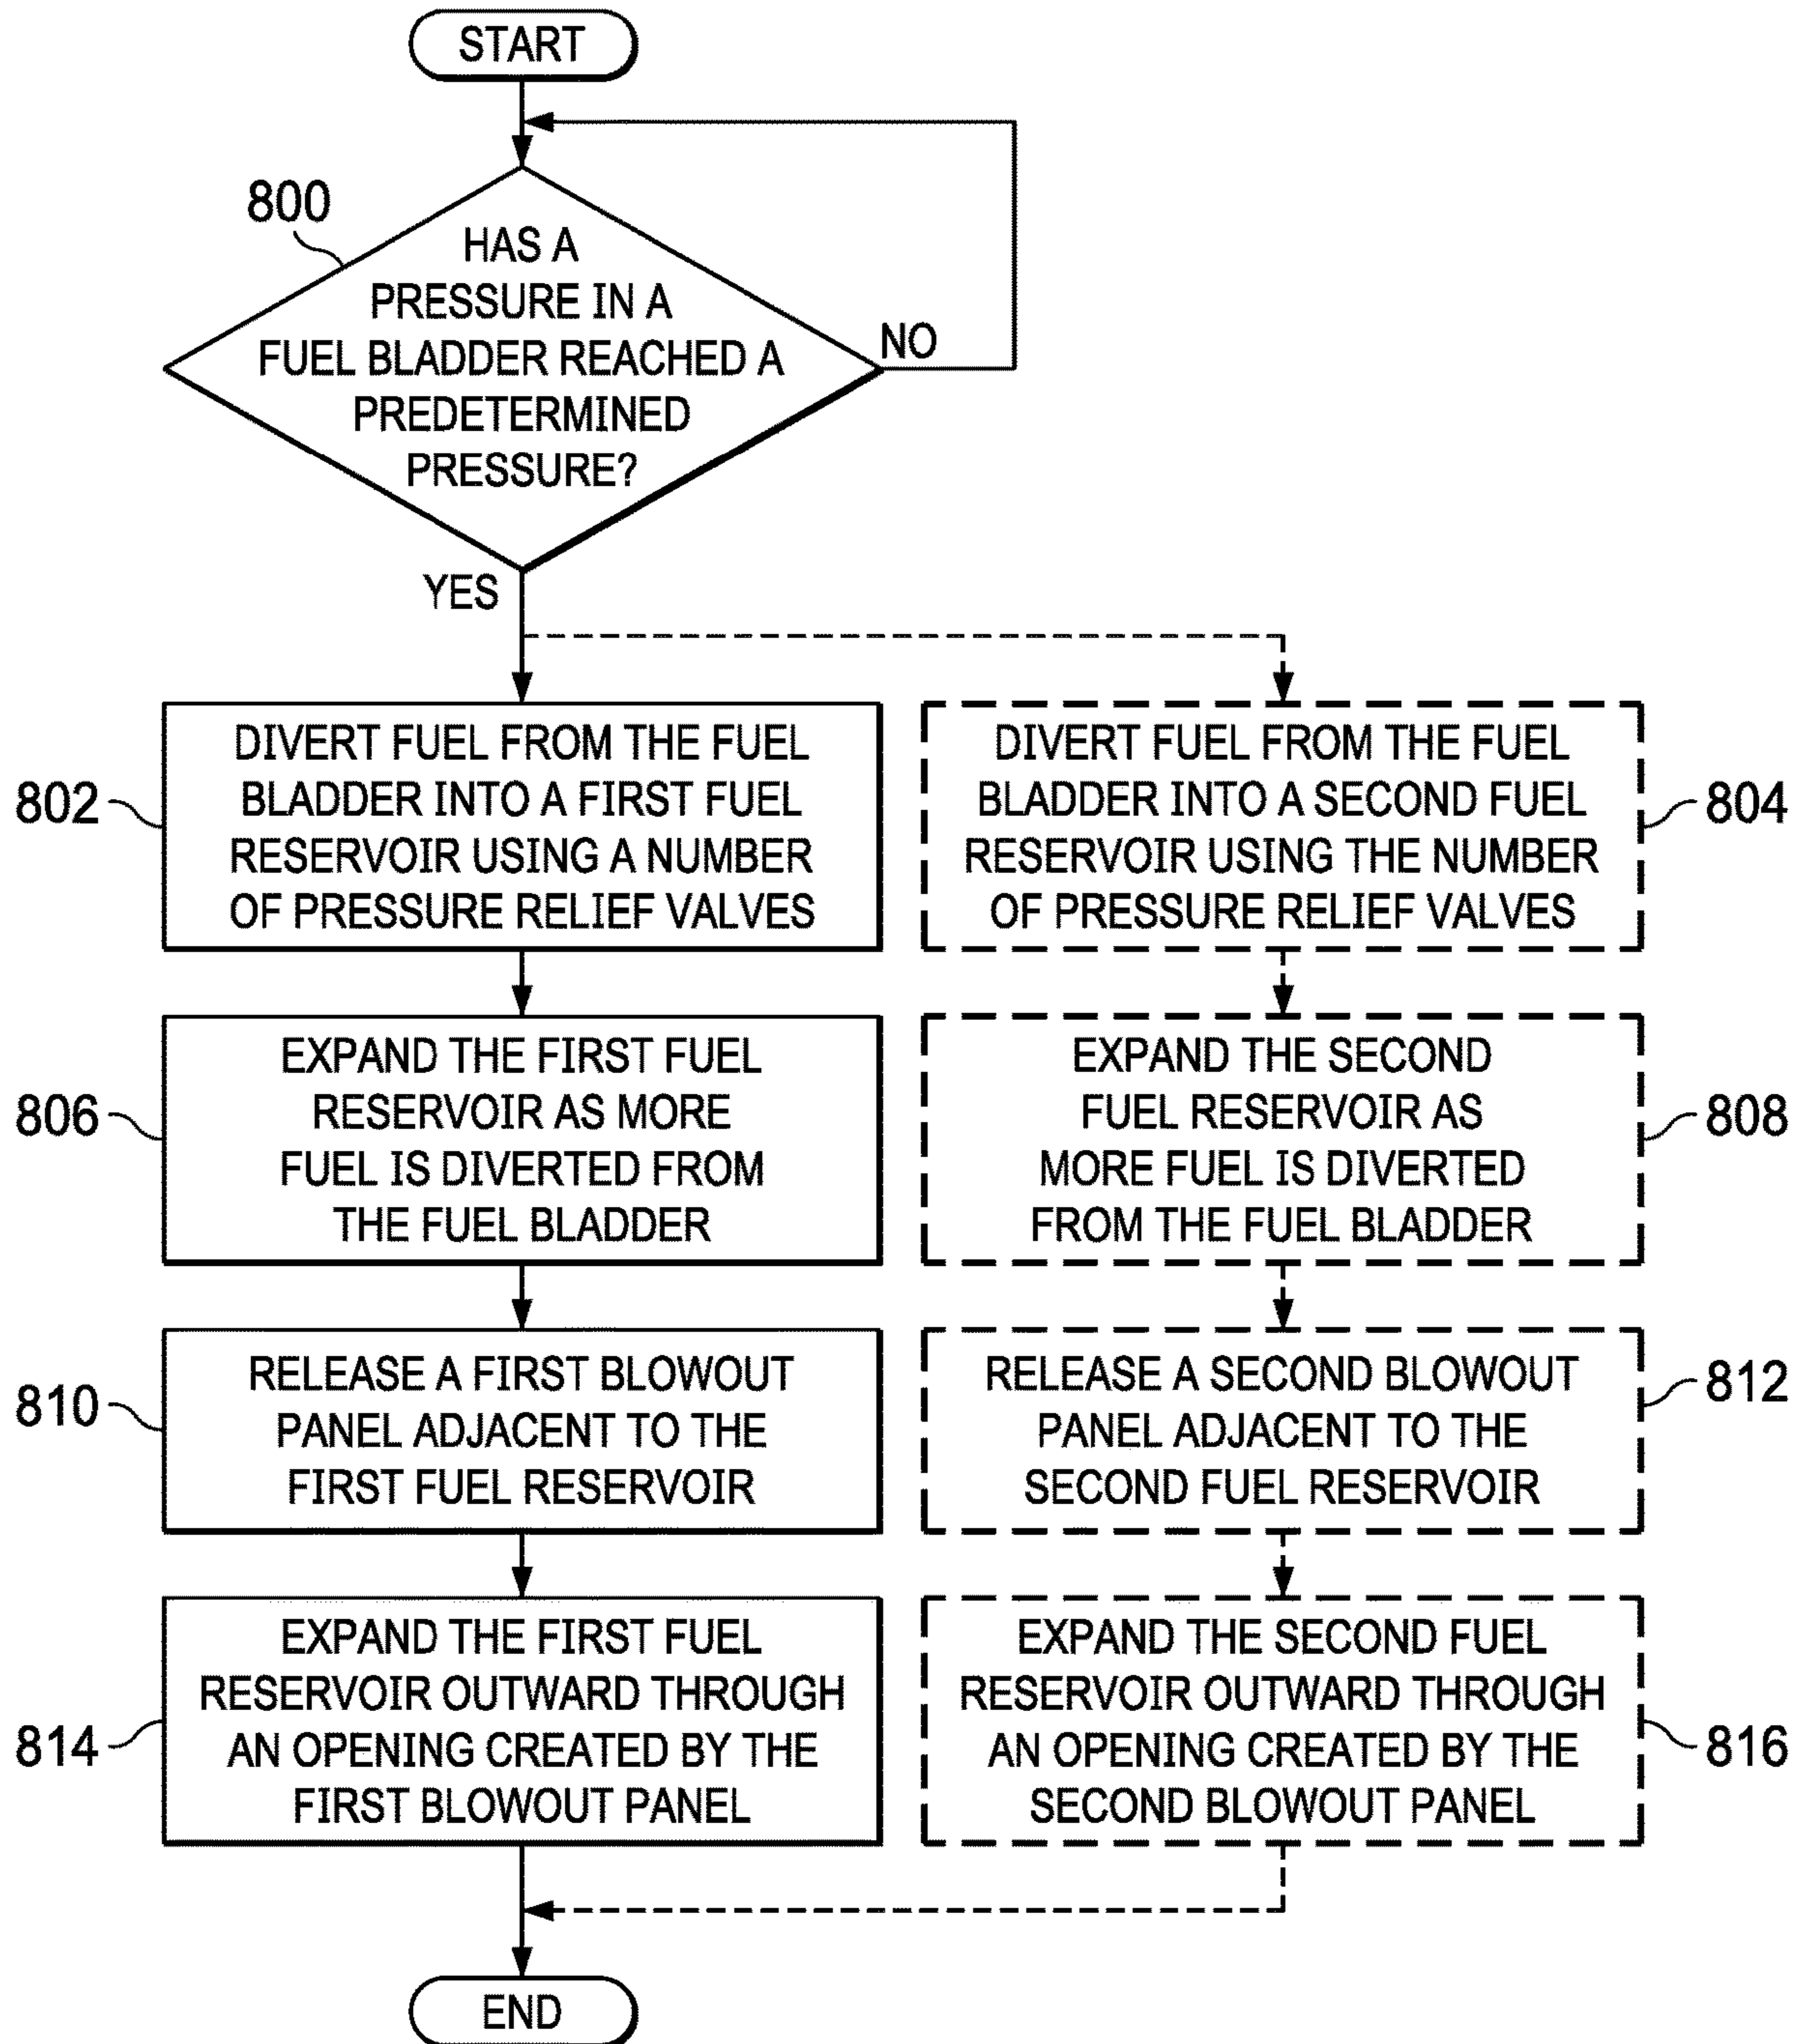 START
800
HAS A
PRESSURE IN A
FUEL BLADDER REACHED A
PREDETERMINED
PRESSURE?
NO
YES
802
DIVERT FUEL FROM THE FUEL
BLADDER INTO A FIRST FUEL
RESERVOIR USING A NUMBER
OF PRESSURE RELIEF VALVES
DIVERT FUEL FROM THE FUEL
BLADDER INTO A SECOND FUEL
RESERVOIR USING THE NUMBER
OF PRESSURE RELIEF VALVES
804
806
EXPAND THE FIRST FUEL
RESERVOIR AS MORE
FUEL IS DIVERTED FROM
THE FUEL BLADDER
EXPAND THE SECOND
FUEL RESERVOIR AS
MORE FUEL IS DIVERTED
FROM THE FUEL BLADDER
808
810
RELEASE A FIRST BLOWOUT
PANEL ADJACENT TO THE
FIRST FUEL RESERVOIR
RELEASE A SECOND BLOWOUT
PANEL ADJACENT TO THE
SECOND FUEL RESERVOIR
812
814
EXPAND THE FIRST FUEL
RESERVOIR OUTWARD THROUGH
AN OPENING CREATED BY THE
FIRST BLOWOUT PANEL
EXPAND THE SECOND FUEL
RESERVOIR OUTWARD THROUGH
AN OPENING CREATED BY THE
SECOND BLOWOUT PANEL
816
END